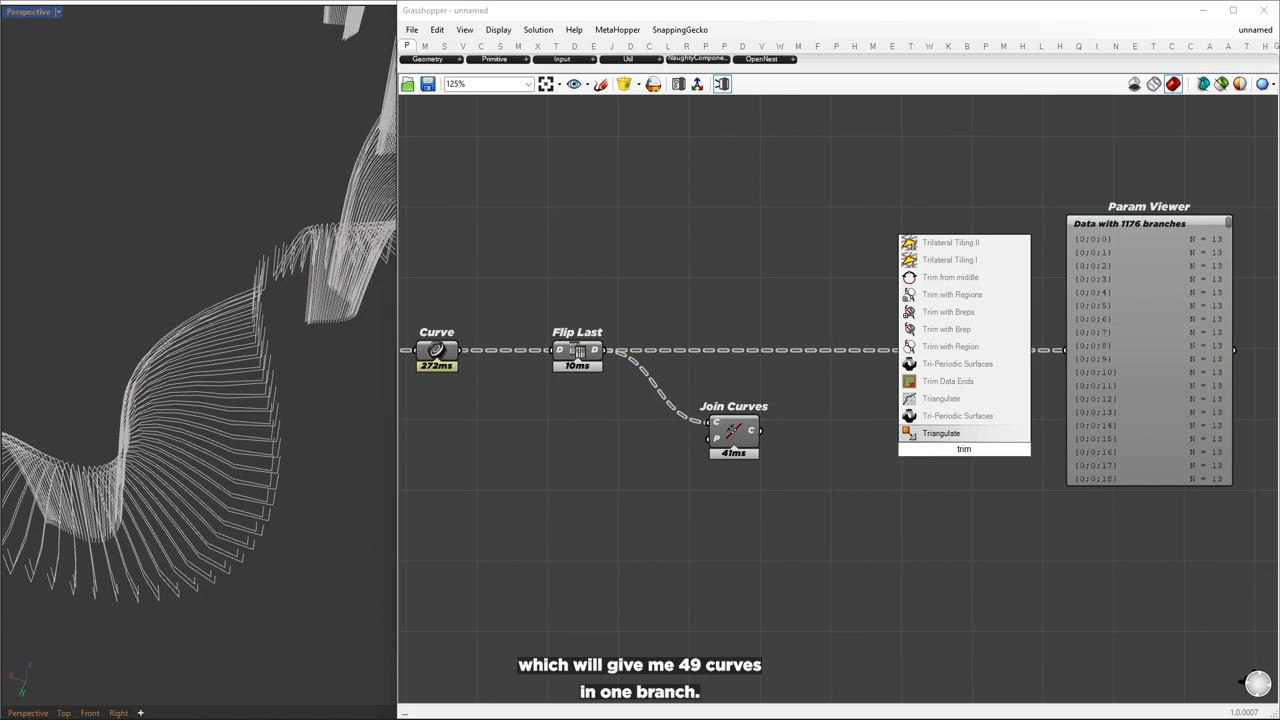 Perspective
Grasshopper - unnamed
File Edit View Display Solution Help MetaHopper SnappingGecko
unnamed
P M S V C S I M D T X T D E S L C R K B A U L F P P M D V C T W K H J E M L H Q P E M T B C A R D A T H G
Geometry Primitive Input Util NaughtyCompone... OpenNest
125%
Param Viewer
Data with 1176 branches
{0;0;0} N = 13
{0;0;1} N = 13
{0;0;2} N = 13
{0;0;3} N = 13
{0;0;4} N = 13
{0;0;5} N = 13
{0;0;6} N = 13
{0;0;7} N = 13
{0;0;8} N = 13
{0;0;9} N = 13
{0;0;10} N = 13
{0;0;11} N = 13
{0;0;12} N = 13
{0;0;13} N = 13
{0;0;14} N = 13
{0;0;15} N = 13
{0;0;16} N = 13
{0;0;17} N = 13
{0;0;18} N = 13
Trilateral Tiling II
Trilateral Tiling I
Trim from middle
Trim with Regions
Trim with Breps
Trim with Brep
Trim with Region
Tri-Periodic Surfaces
Trim Data Ends
Triangulate
Tri-Periodic Surfaces
Triangulate
trim
Curve
272ms
Flip Last
D D
10ms
Join Curves
C
P
C
41ms
which will give me 49 curves
in one branch.
x z y
Perspective Top Front Right
1.0.0007